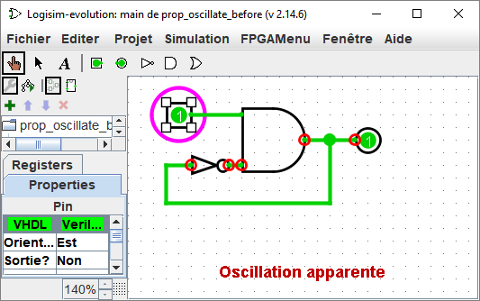 Logisim-evolution: main de prop_oscillate_before (v 2.14.6)
Fichier Editer Projet Simulation FPGAMenu Fenêtre Aide
A
prop_oscillate_b
1
1
Registers
Properties
Pin
VHDL Veril...
Orient... Est
Sortie? Non
140%
Oscillation apparente